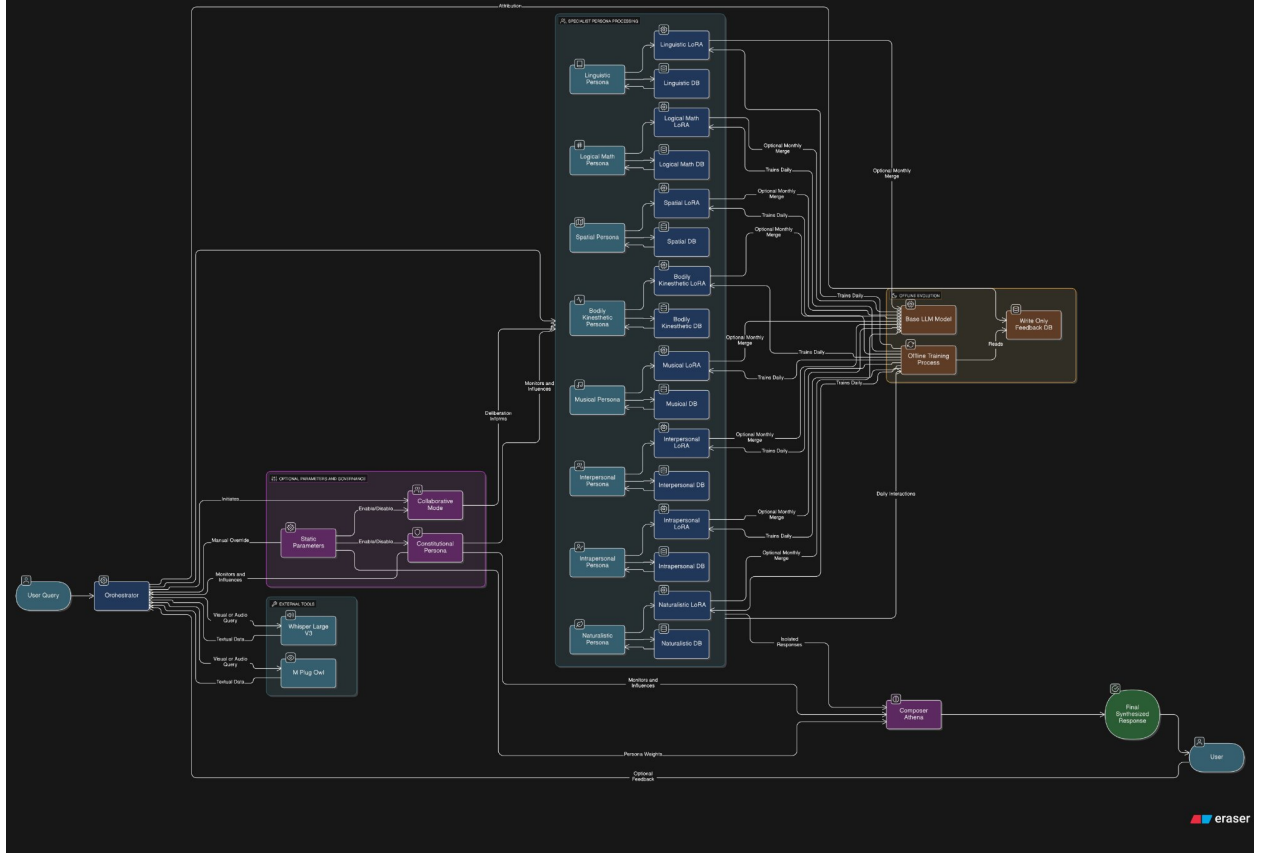 Attribution
SPECIALIST PERSONA PROCESSING
Linguistic LoRA
Linguistic
Persona
Linguistic DB
Logical Math
LoRA
Logical Math
Persona
Logical Math DB
Optional Monthly
Merge
Trains Daily
Optional Monthly
Merge
Spatial LoRA
Spatial Persona
Spatial DB
Optional Monthly
Merge
Trains Daily
Optional Monthly
Merge
Bodily
Kinesthetic LoRA
Bodily
Kinesthetic
Persona
Bodily
Kinesthetic DB
Trains Daily
OFFLINE EVOLUTION
Base LLM Model
Write Only
Feedback DB
Offline Training
Process
Reads
Optional Monthly
Merge
Trains Daily
Musical LoRA
Musical Persona
Musical DB
Trains Daily
Trains Daily
Monitors and
Influences
Deliberation
Informs
Interpersonal
LoRA
Interpersonal
Persona
Interpersonal DB
Optional Monthly
Merge
Trains Daily
Daily Interactions
OPTIONAL PARAMETERS AND GOVERNANCE
Initiates
Collaborative
Mode
Enable/Disable
Manual Override
Static
Parameters
Enable/Disable
Constitutional
Persona
Monitors and
Influences
Intrapersonal
LoRA
Intrapersonal
Persona
Intrapersonal DB
Optional Monthly
Merge
Trains Daily
Optional Monthly
Merge
User Query
Orchestrator
EXTERNAL TOOLS
Visual or Audio
Query
Whisper Large
V3
Textual Data
Visual or Audio
Query
M Plug Owl
Textual Data
Naturalistic LoRA
Naturalistic
Persona
Naturalistic DB
Isolated
Responses
Monitors and
Influences
Composer
Athena
Final
Synthesized
Response
Persona Weights
User
Optional
Feedback
eraser